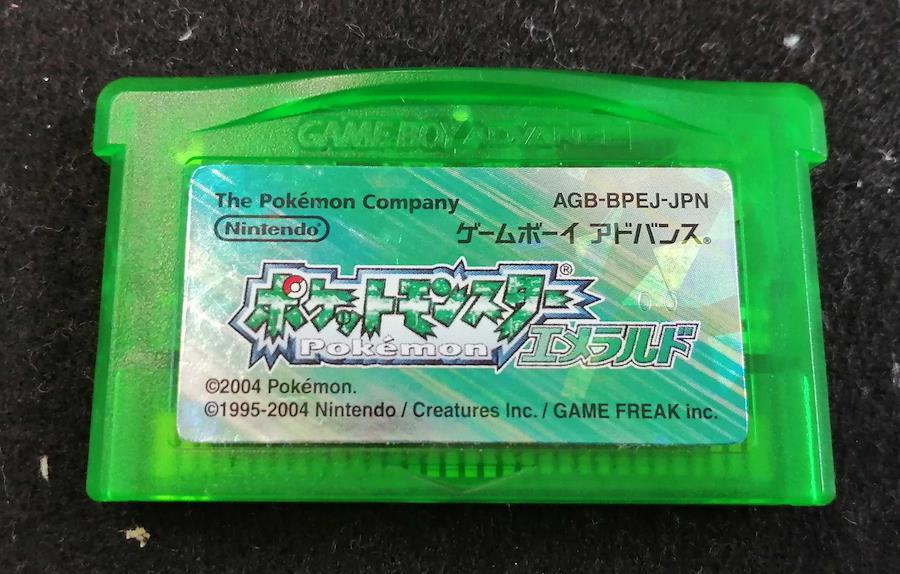 GAME BOY ADVANCE
The Pokémon Company
AGB-BPEJ-JPN
Nintendo®
ゲームボーイ アドバンス®
ポケットモンスター®
Pokémon
エメラルド
00
©2004 Pokémon.
©1995-2004 Nintendo / Creatures Inc. / GAME FREAK inc.